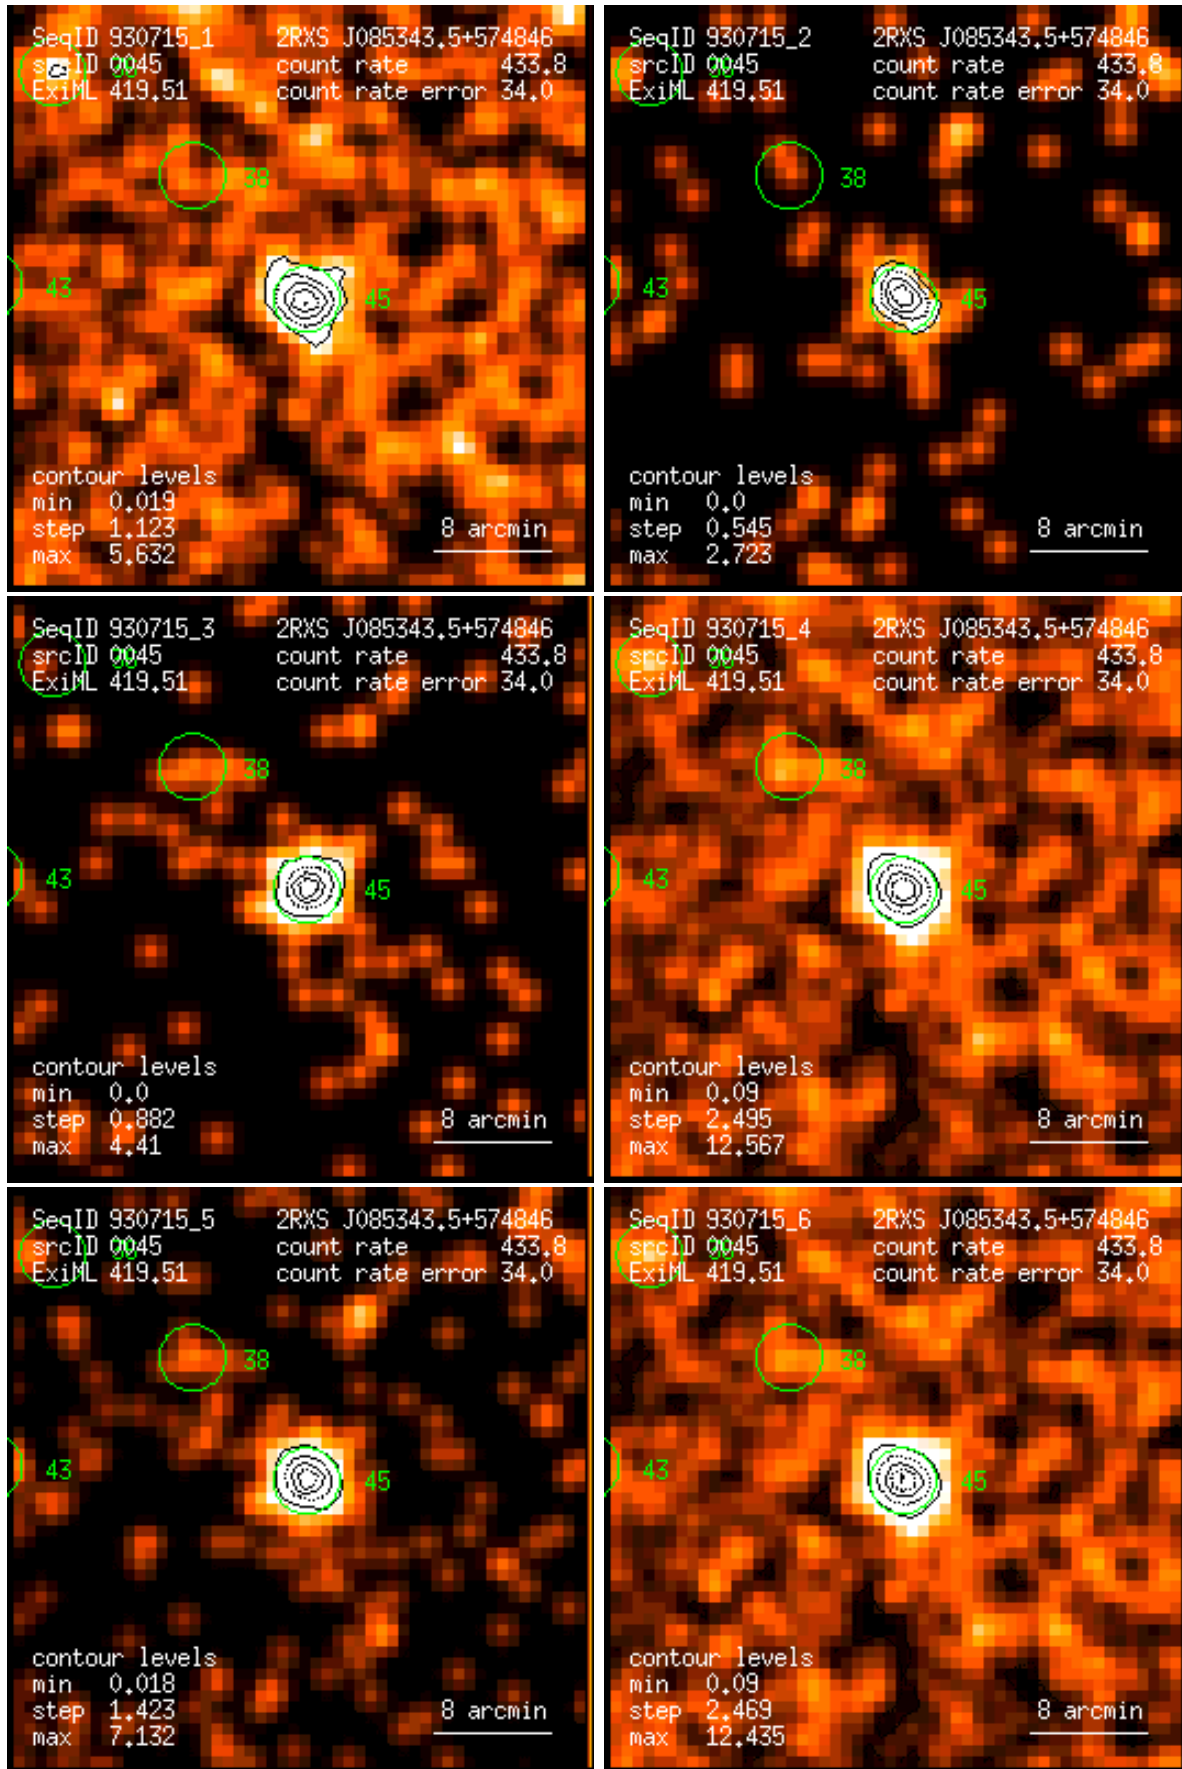 SeqID 930715_1 2RXS J085343.5+574846
srcID 0045 count rate 433.8
ExiML 419.51 count rate error 34.0
38
43
45
contour levels
min 0.019
step 1.123
max 5.632
8 arcmin
SeqID 930715_2 2RXS J085343.5+574846
srcID 0045 count rate 433.8
ExiML 419.51 count rate error 34.0
38
43
45
contour levels
min 0.0
step 0.545
max 2.723
8 arcmin
SeqID 930715_3 2RXS J085343.5+574846
srcID 0045 count rate 433.8
ExiML 419.51 count rate error 34.0
38
43
45
contour levels
min 0.0
step 0.882
max 4.41
8 arcmin
SeqID 930715_4 2RXS J085343.5+574846
srcID 0045 count rate 433.8
ExiML 419.51 count rate error 34.0
38
43
45
contour levels
min 0.09
step 2.495
max 12.567
8 arcmin
SeqID 930715_5 2RXS J085343.5+574846
srcID 0045 count rate 433.8
ExiML 419.51 count rate error 34.0
38
43
45
contour levels
min 0.018
step 1.423
max 7.132
8 arcmin
SeqID 930715_6 2RXS J085343.5+574846
srcID 0045 count rate 433.8
ExiML 419.51 count rate error 34.0
38
43
45
contour levels
min 0.09
step 2.469
max 12.435
8 arcmin